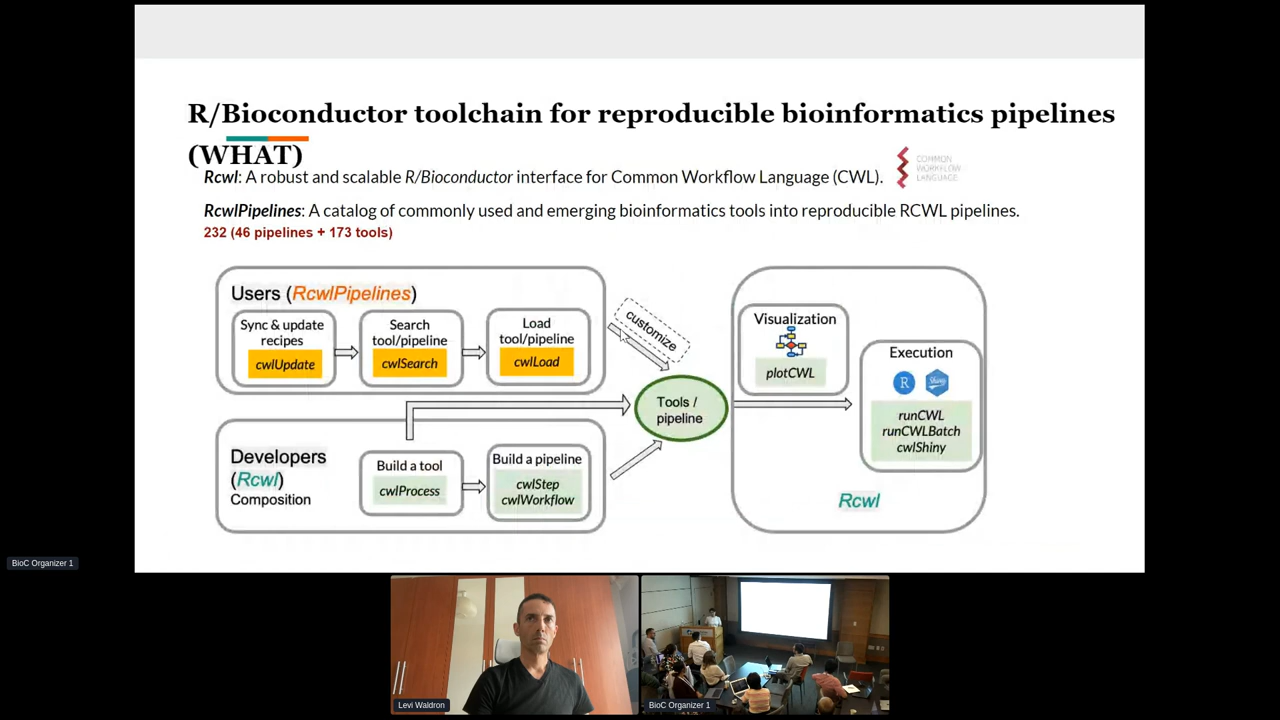 R/Bioconductor toolchain for reproducible bioinformatics pipelines
(WHAT)
Rcwl: A robust and scalable R/Bioconductor interface for Common Workflow Language (CWL).
COMMON
WORKFLOW
LANGUAGE
RcwlPipelines: A catalog of commonly used and emerging bioinformatics tools into reproducible RCWL pipelines.
232 (46 pipelines + 173 tools)
Users (RcwlPipelines)
Sync & update
recipes
cwlUpdate
Search
tool/pipeline
cwlSearch
Load
tool/pipeline
cwlLoad
customize
Developers
(Rcwl)
Composition
Build a tool
cwlProcess
Build a pipeline
cwlStep
cwlWorkflow
Tools /
pipeline
Visualization
plotCWL
Execution
R
Shiny
runCWL
runCWLBatch
cwlShiny
Rcwl
BioC Organizer 1
Levi Waldron
BioC Organizer 1